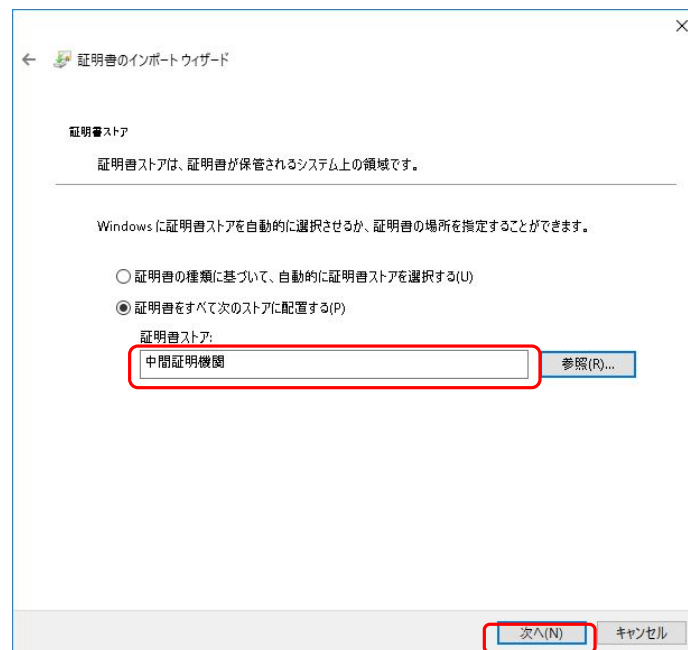 証明書のインポート ウィザード
証明書ストア
証明書ストアは、証明書が保管されるシステム上の領域です。
Windows に証明書ストアを自動的に選択させるか、証明書の場所を指定することができます。
証明書の種類に基づいて、自動的に証明書ストアを選択する(U)
証明書をすべて次のストアに配置する(P)
証明書ストア:
中間証明機関
参照(R)...
次へ(N)
キャンセル